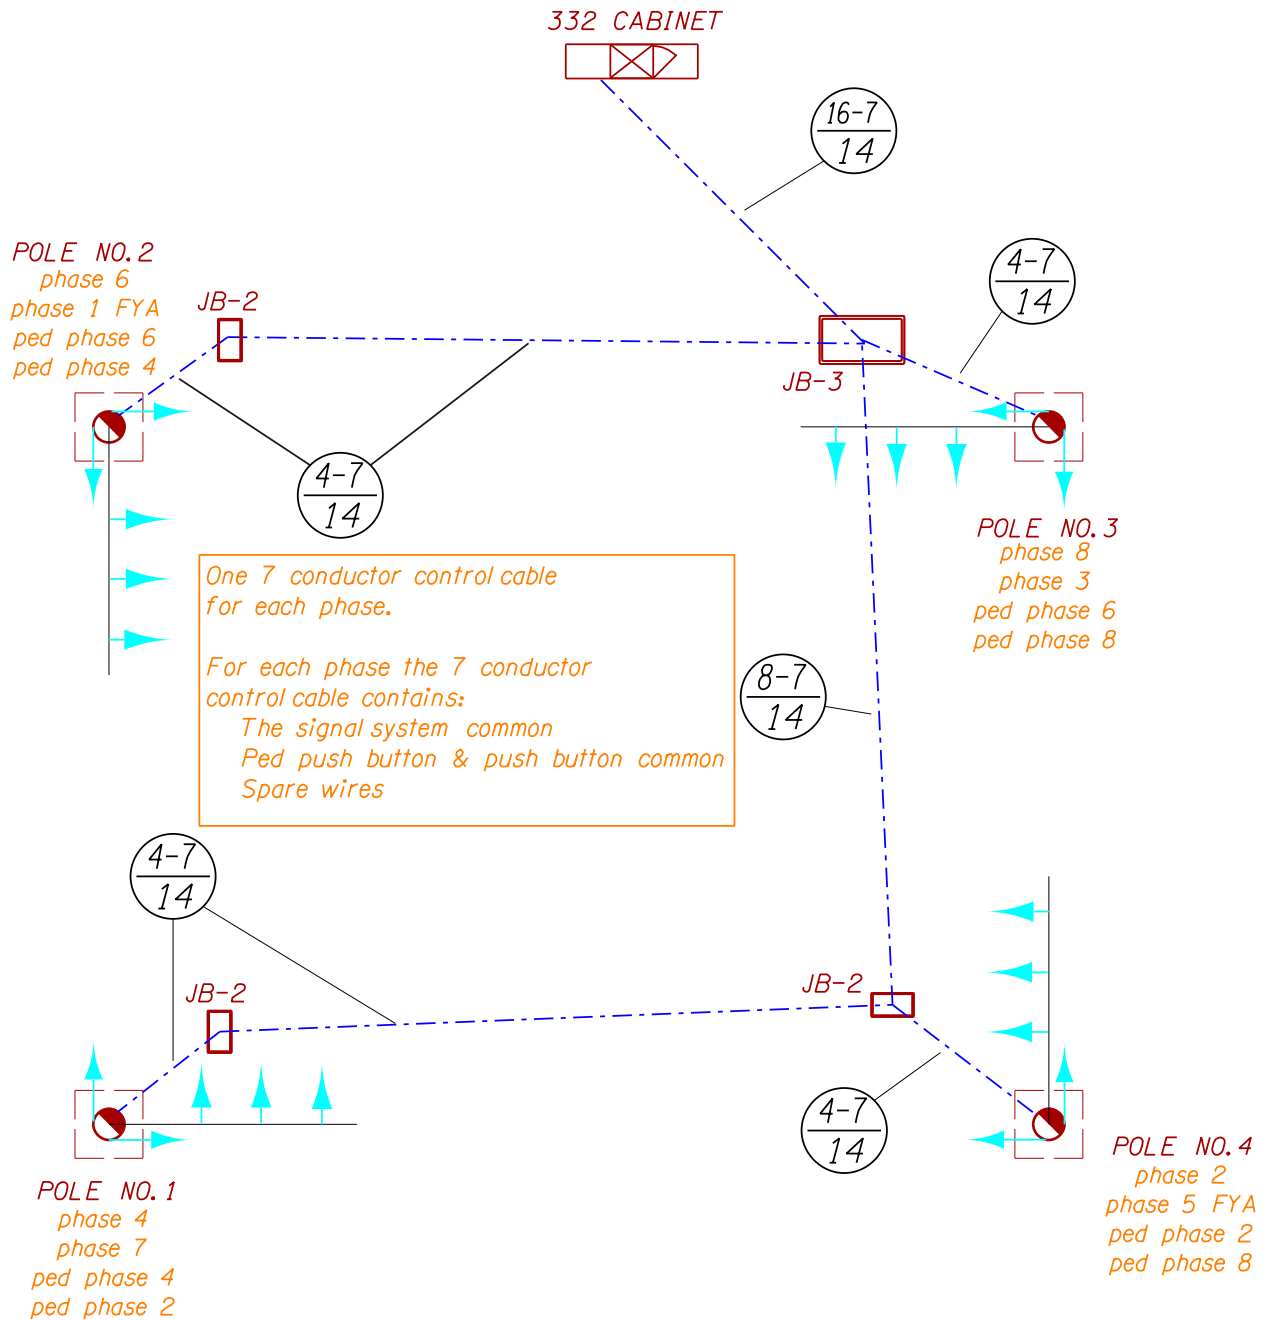 332 CABINET
16-7
14
4-7
14
POLE NO.2
phase 6
phase 1 FYA
ped phase 6
ped phase 4
JB-2
JB-3
4-7
14
POLE NO.3
phase 8
phase 3
ped phase 6
ped phase 8
One 7 conductor control cable
for each phase.
For each phase the 7 conductor
control cable contains:
The signal system common
Ped push button & push button common
Spare wires
8-7
14
4-7
14
JB-2
JB-2
4-7
14
POLE NO.1
phase 4
phase 7
ped phase 4
ped phase 2
POLE NO.4
phase 2
phase 5 FYA
ped phase 2
ped phase 8